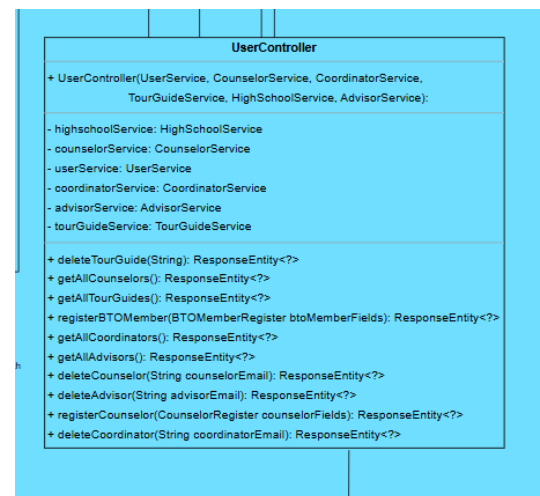 UserController
+ UserController(UserService, CounselorService, CoordinatorService,
TourGuideService, HighSchoolService, AdvisorService):
- highschoolService: HighSchoolService
- counselorService: CounselorService
- userService: UserService
- coordinatorService: CoordinatorService
- advisorService: AdvisorService
- tourGuideService: TourGuideService
+ deleteTourGuide(String): ResponseEntity<?>
+ getAllCounselors(): ResponseEntity<?>
+ getAllTourGuides(): ResponseEntity<?>
+ registerBTOMember(BTOMemberRegister btoMemberFields): ResponseEntity<?>
+ getAllCoordinators(): ResponseEntity<?>
+ getAllAdvisors(): ResponseEntity<?>
+ deleteCounselor(String counselorEmail): ResponseEntity<?>
+ deleteAdvisor(String advisorEmail): ResponseEntity<?>
+ registerCounselor(CounselorRegister counselorFields): ResponseEntity<?>
+ deleteCoordinator(String coordinatorEmail): ResponseEntity<?>